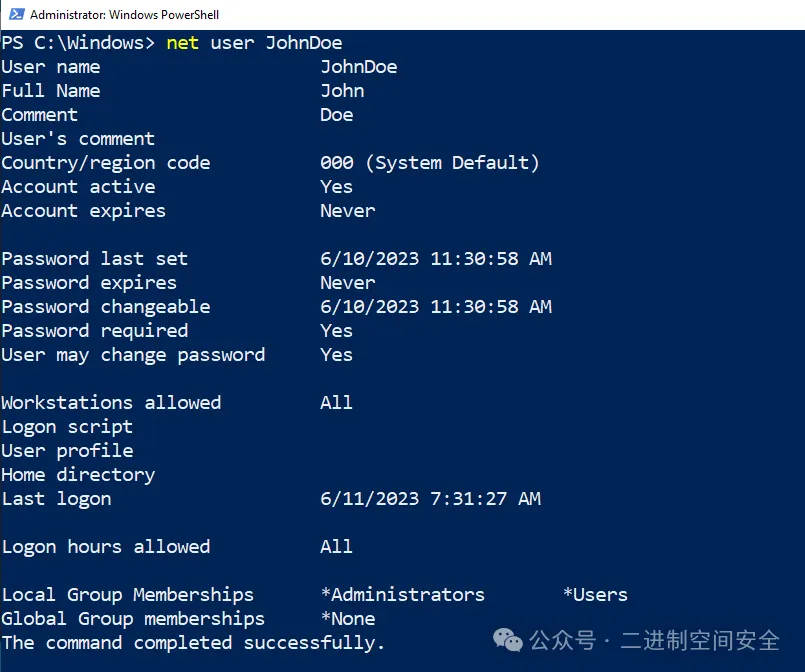 Administrator: Windows PowerShell
PS C:\Windows> net user JohnDoe
User name                    JohnDoe
Full Name                    John
Comment                      Doe
User's comment
Country/region code          000 (System Default)
Account active               Yes
Account expires              Never
Password last set            6/10/2023 11:30:58 AM
Password expires             Never
Password changeable          6/10/2023 11:30:58 AM
Password required            Yes
User may change password     Yes
Workstations allowed         All
Logon script
User profile
Home directory
Last logon                   6/11/2023 7:31:27 AM
Logon hours allowed          All
Local Group Memberships      *Administrators       *Users
Global Group memberships     *None
The command completed successfully.
公众号 · 二进制空间安全